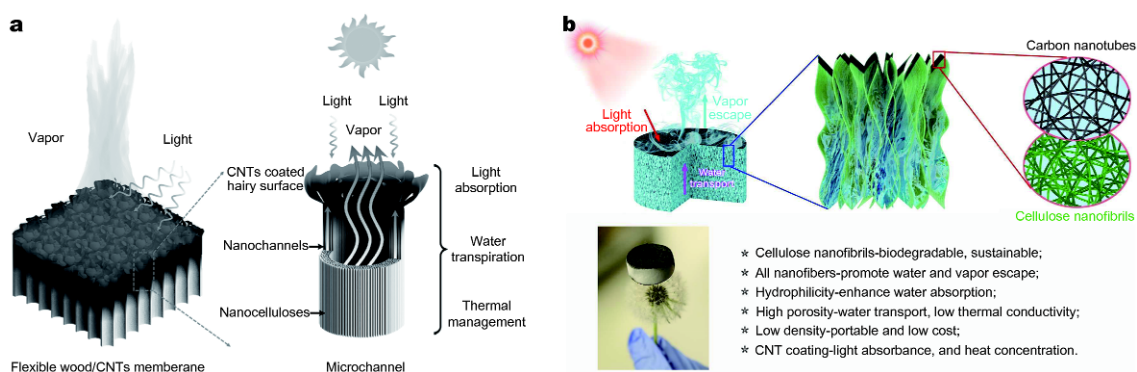 a
Vapor
Light
Flexible wood/CNTs memberane
Light
Light
Vapor
CNTs coated
hairy surface
Nanochannels
Nanocelluloses
Microchannel
Light
absorption
Water
transpiration
Thermal
management
b
Light
absorption
Vapor
escape
Water
transport
Carbon nanotubes
Cellulose nanofibrils
* Cellulose nanofibrils-biodegradable, sustainable;
* All nanofibers-promote water and vapor escape;
* Hydrophilicity-enhance water absorption;
* High porosity-water transport, low thermal conductivity;
* Low density-portable and low cost;
* CNT coating-light absorbance, and heat concentration.